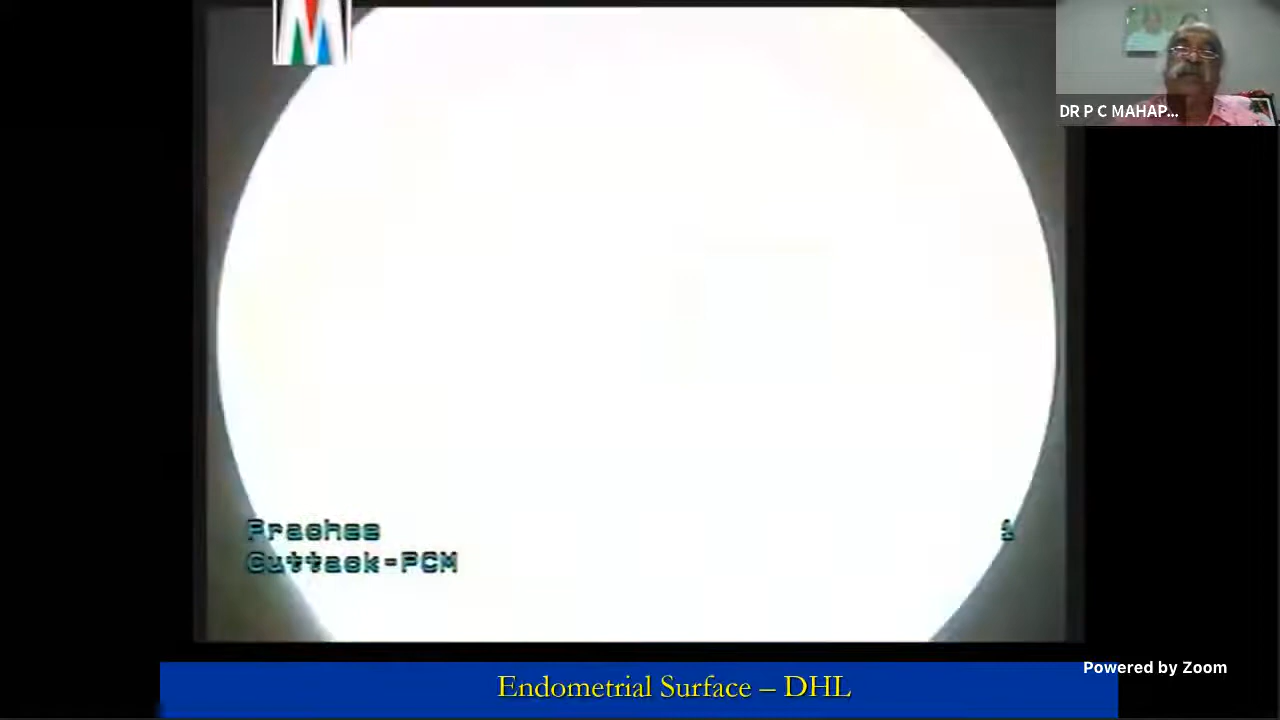 DR P C MAHAP...
Prachee
Cuttack-PCM
Endometrial Surface – DHL
Powered by Zoom